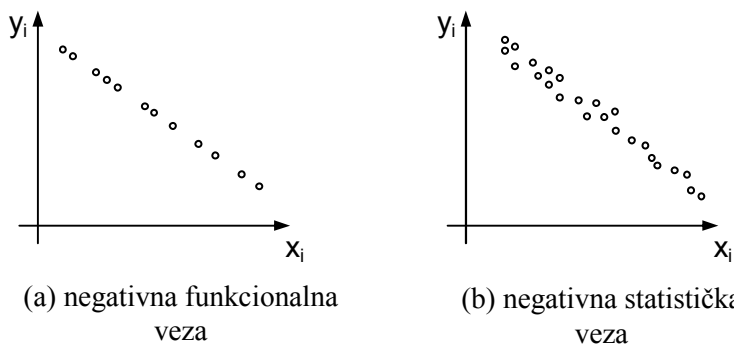 yi
xi
(a) negativna funkcionalna
veza
yi
xi
(b) negativna statistička
veza